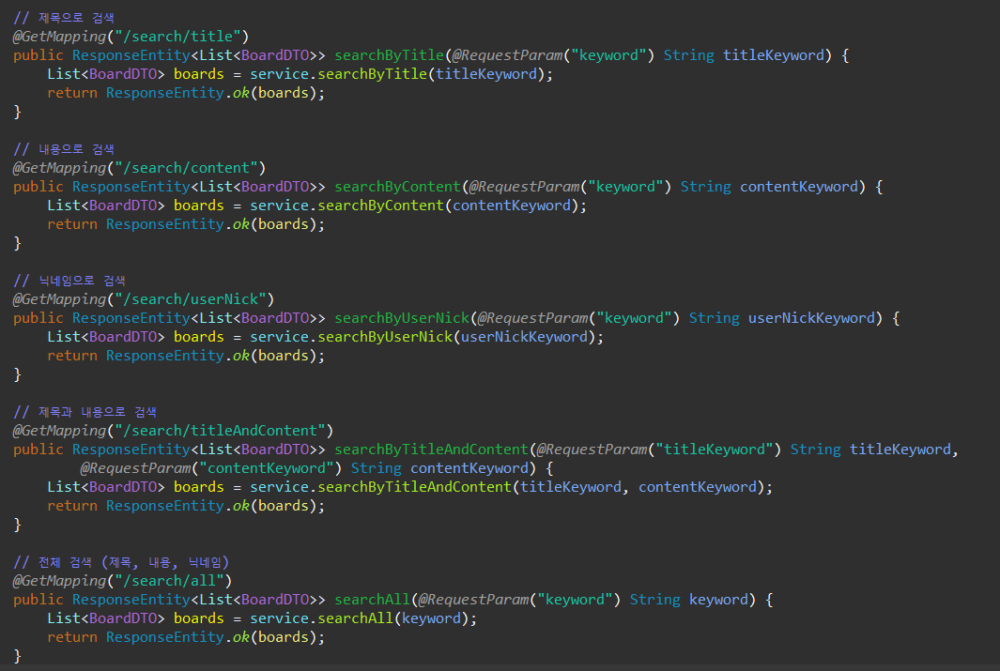 // 제목으로 검색
@GetMapping("/search/title")
public ResponseEntity<List<BoardDTO>> searchByTitle(@RequestParam("keyword") String titleKeyword) {
    List<BoardDTO> boards = service.searchByTitle(titleKeyword);
    return ResponseEntity.ok(boards);
}

// 내용으로 검색
@GetMapping("/search/content")
public ResponseEntity<List<BoardDTO>> searchByContent(@RequestParam("keyword") String contentKeyword) {
    List<BoardDTO> boards = service.searchByContent(contentKeyword);
    return ResponseEntity.ok(boards);
}

// 닉네임으로 검색
@GetMapping("/search/userNick")
public ResponseEntity<List<BoardDTO>> searchByUserNick(@RequestParam("keyword") String userNickKeyword) {
    List<BoardDTO> boards = service.searchByUserNick(userNickKeyword);
    return ResponseEntity.ok(boards);
}

// 제목과 내용으로 검색
@GetMapping("/search/titleAndContent")
public ResponseEntity<List<BoardDTO>> searchByTitleAndContent(@RequestParam("titleKeyword") String titleKeyword,
        @RequestParam("contentKeyword") String contentKeyword) {
    List<BoardDTO> boards = service.searchByTitleAndContent(titleKeyword, contentKeyword);
    return ResponseEntity.ok(boards);
}

// 전체 검색 (제목, 내용, 닉네임)
@GetMapping("/search/all")
public ResponseEntity<List<BoardDTO>> searchAll(@RequestParam("keyword") String keyword) {
    List<BoardDTO> boards = service.searchAll(keyword);
    return ResponseEntity.ok(boards);
}